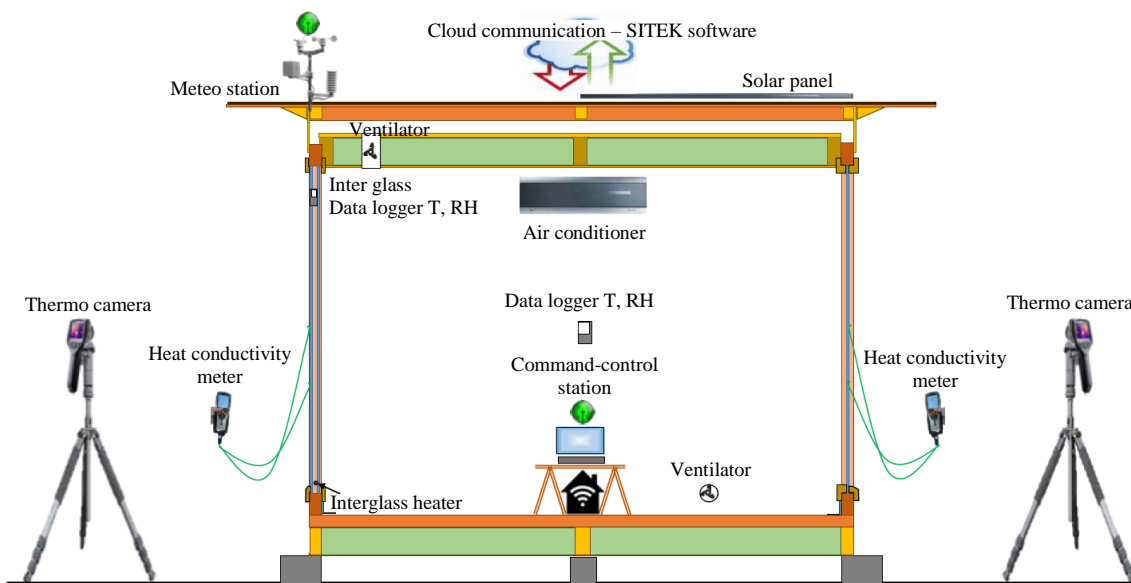 Cloud communication – SITEK software
Meteo station
Solar panel
Ventilator
Inter glass
Data logger T, RH
Air conditioner
Thermo camera
Data logger T, RH
Thermo camera
Heat conductivity
meter
Command-control
station
Heat conductivity
meter
Ventilator
Interglass heater